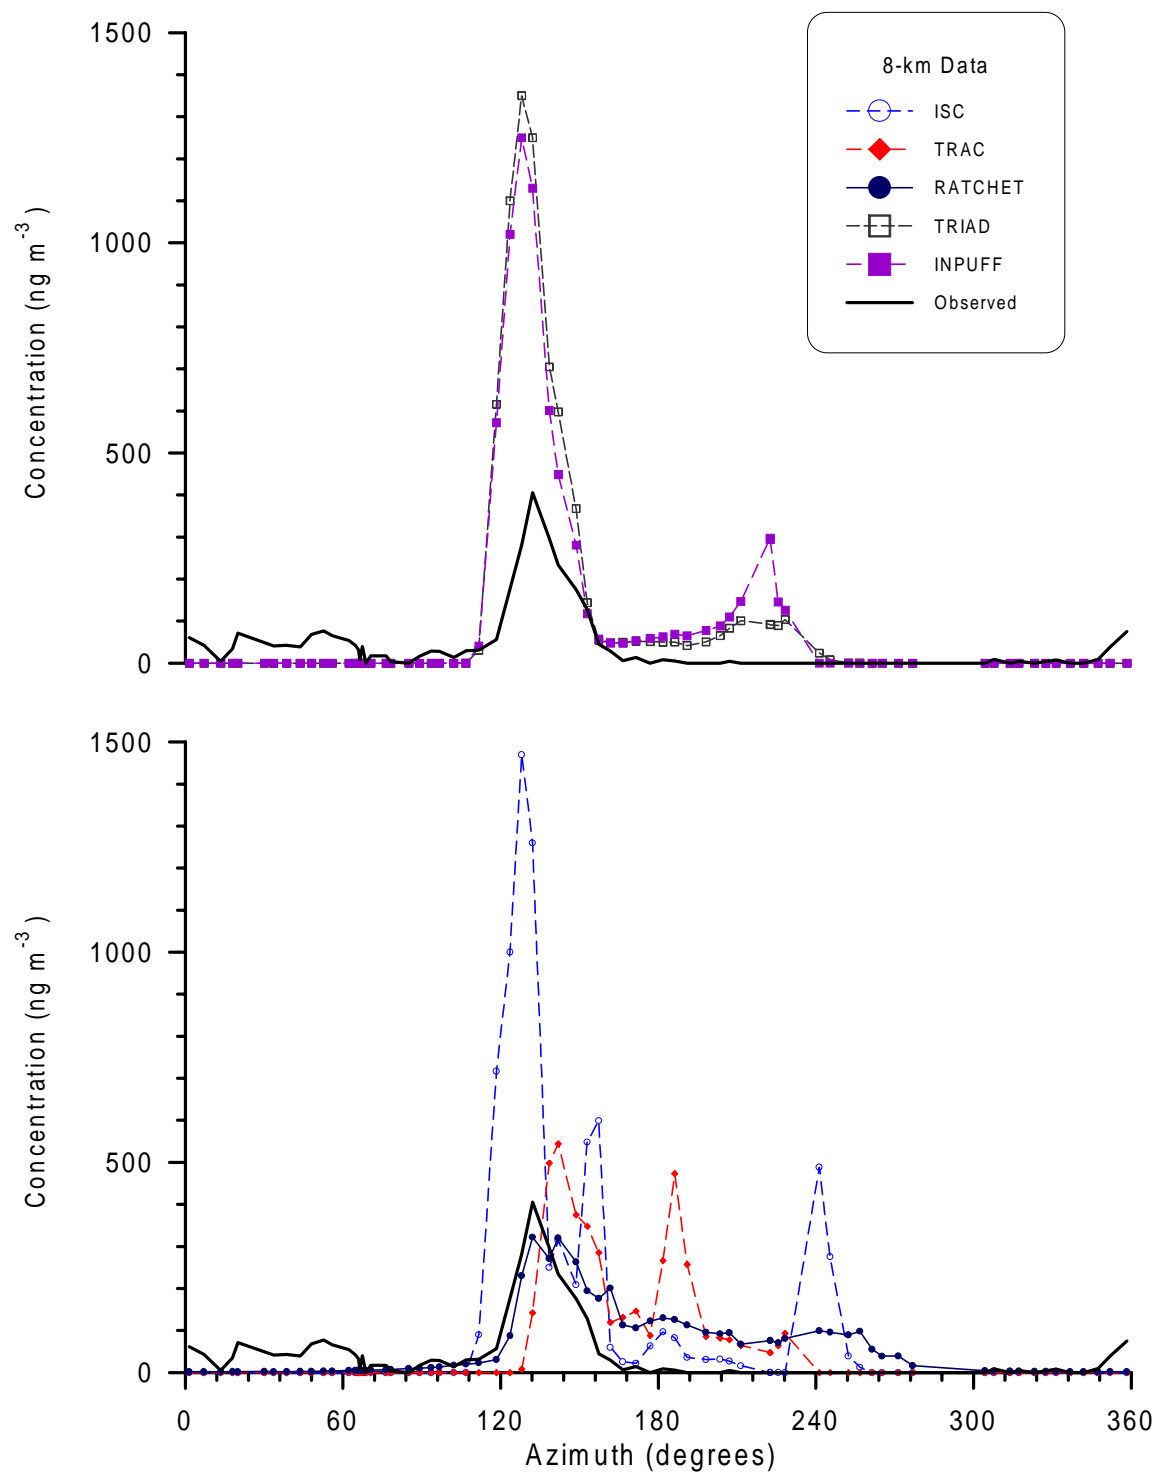 1500
1000
500
0
Concentration (ng m-3)
8-km Data
ISC
TRAC
RATCHET
TRIAD
INPUFF
Observed
1500
1000
500
0
Concentration (ng m-3)
0 60 120 180 240 300 360
Azimuth (degrees)